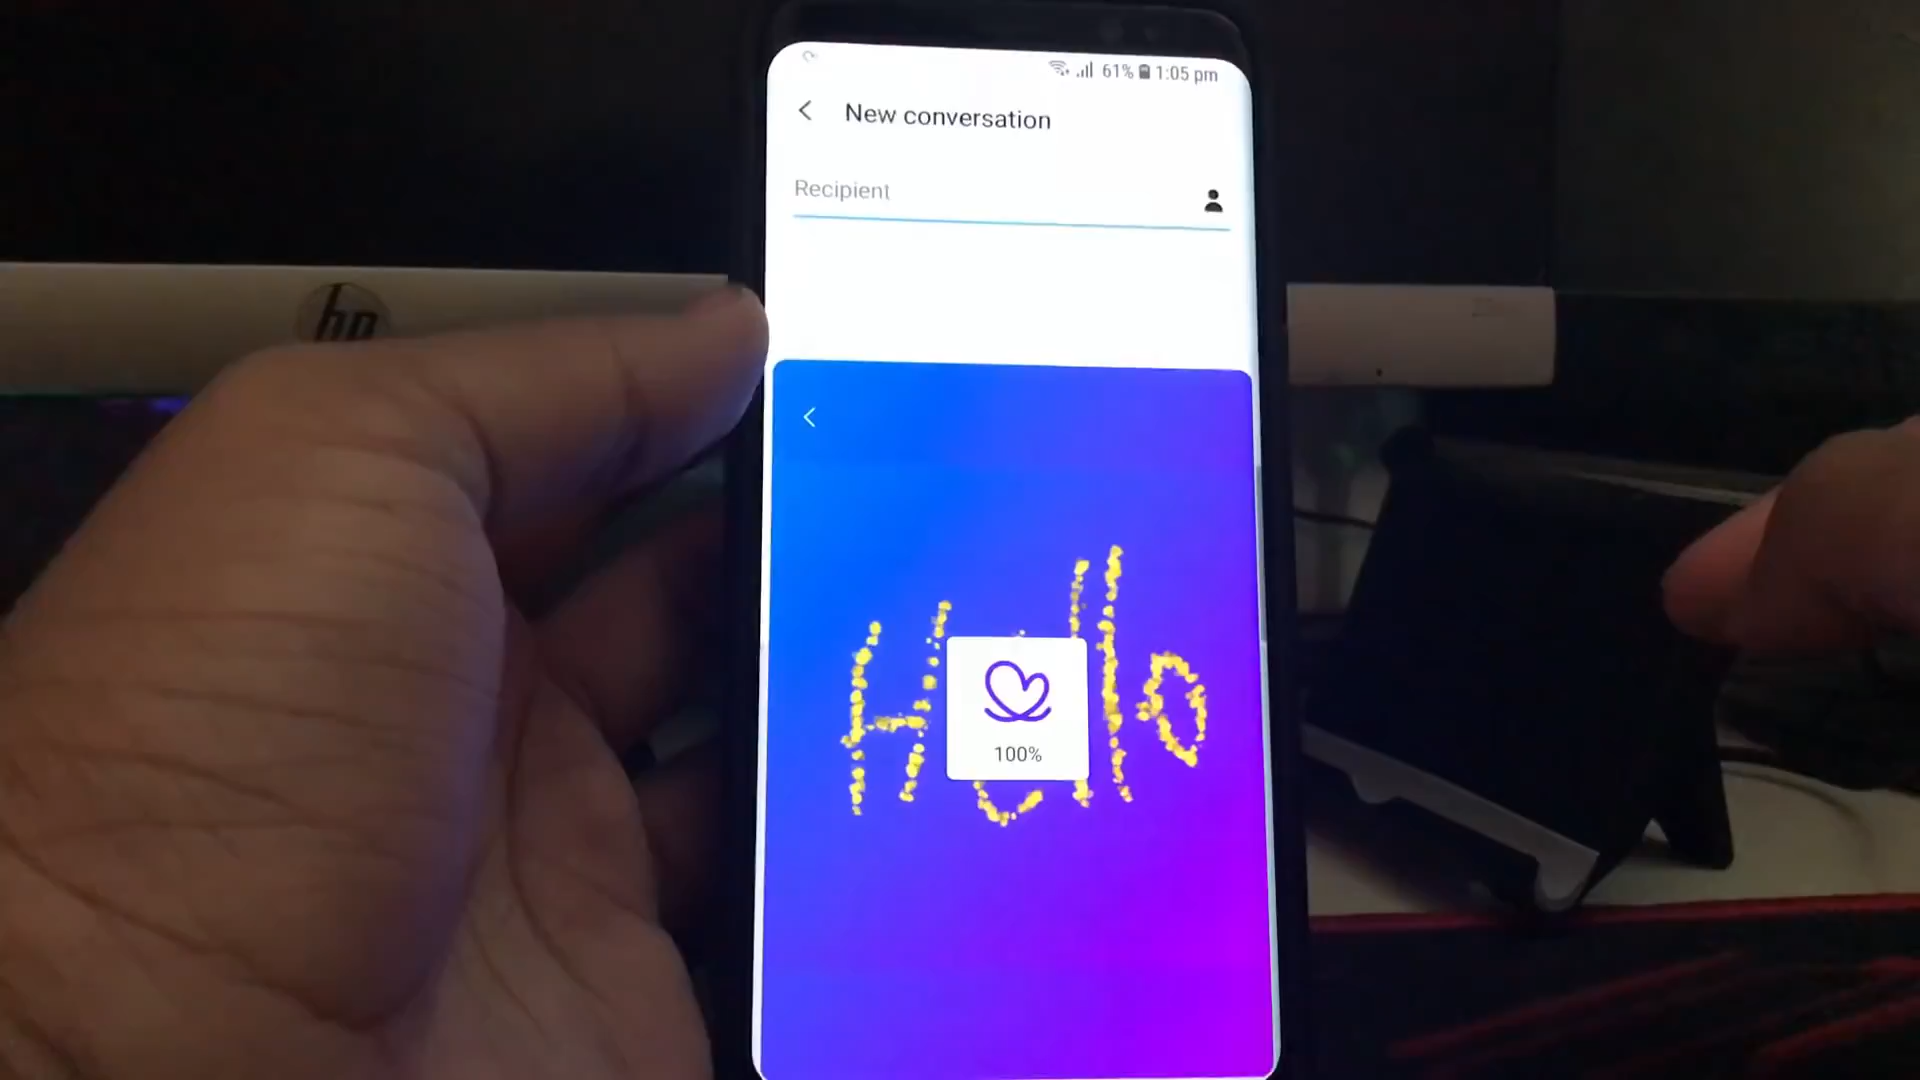 61% 1:05 pm
New conversation
Recipient
hp
Hello
100%